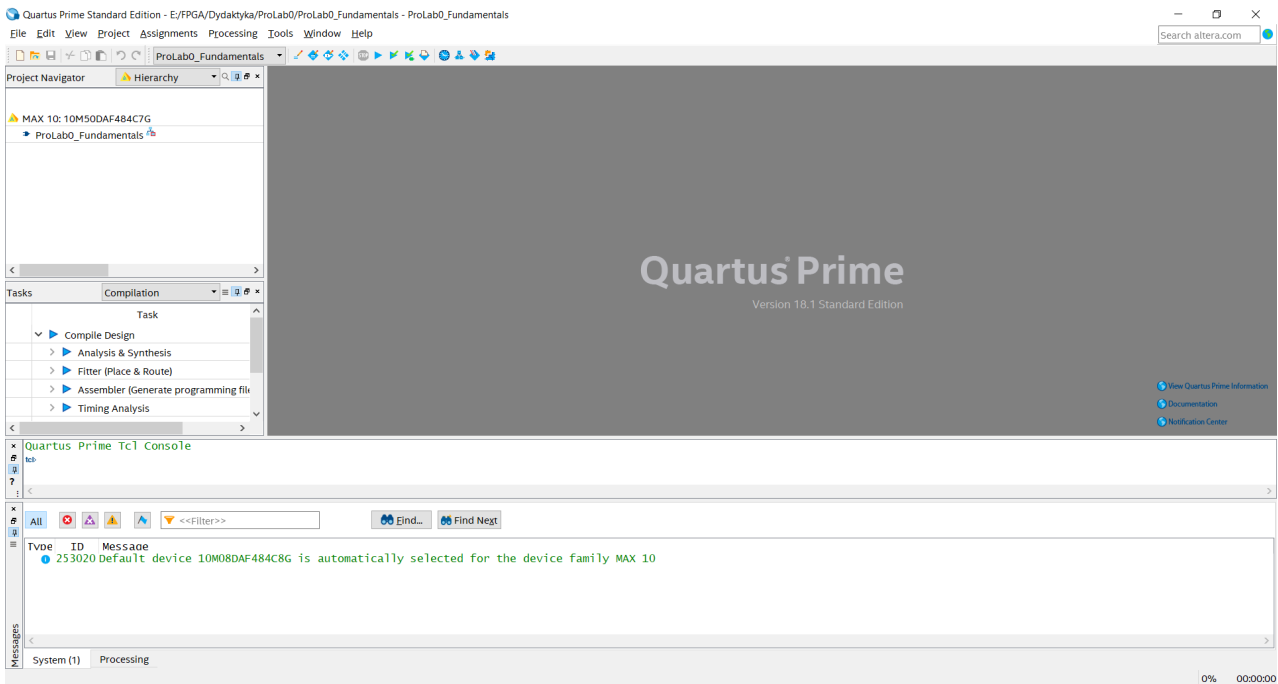 Quartus Prime Standard Edition - E:/FPGA/Dydaktyka/ProLab0/ProLab0_Fundamentals - ProLab0_Fundamentals
File Edit View Project Assignments Processing Tools Window Help
Search altera.com
ProLab0_Fundamentals
Project Navigator Hierarchy
MAX 10: 10M50DAF484C7G
ProLab0_Fundamentals
Quartus Prime
Version 18.1 Standard Edition
Tasks Compilation
Task
Compile Design
Analysis & Synthesis
Fitter (Place & Route)
Assembler (Generate programming file
Timing Analysis
View Quartus Prime Information
Documentation
Notification Center
Quartus Prime Tcl Console
tcl>
All <<Filter>> Find... Find Next
Type ID Message
253020 Default device 10M08DAF484C8G is automatically selected for the device family MAX 10
Messages
System (1) Processing
0% 00:00:00